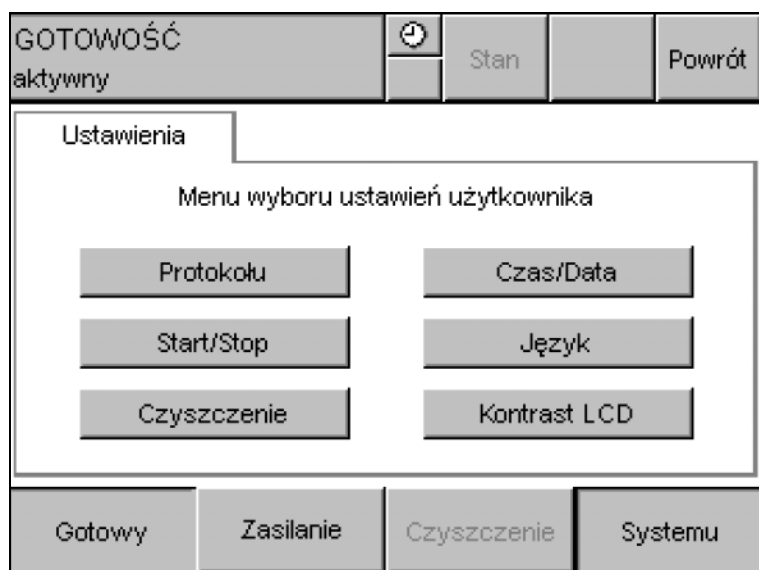 GOTOWOŚĆ
aktywny
Stan
Powrót
Ustawienia
Menu wyboru ustawień użytkownika
Protokołu
Czas/Data
Start/Stop
Język
Czyszczenie
Kontrast LCD
Gotowy
Zasilanie
Czyszczenie
Systemu